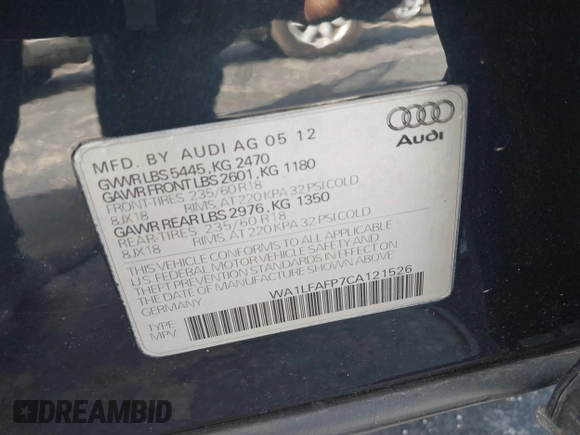 MFD. BY AUDI AG 05 12
GVWR LBS 5445, KG 2470
GAWR FRONT LBS 2601, KG 1180
FRONT-TIRES 235/60 R18
8JX18 RIMS, AT 220 KPA 32 PSI COLD
GAWR REAR LBS 2976, KG 1350
REAR-TIRES 235/60 R18
8JX18 RIMS, AT 220 KPA 32 PSI COLD
THIS VEHICLE CONFORMS TO ALL APPLICABLE
U.S FEDERAL MOTOR VEHICLE SAFETY AND
THEFT PREVENTION STANDARDS IN EFFECT ON
THE DATE OF MANUFACTURE SHOWN ABOVE.
GERMANY
WA1LFAFP7CA121526
TYPE:
MPV
Audi
DREAMBID